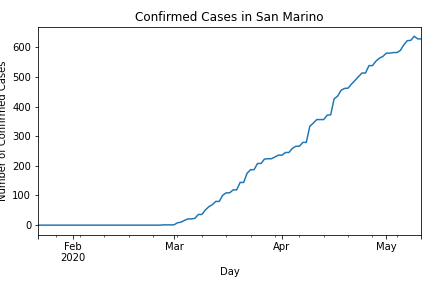 Confirmed Cases in San Marino
Number of Confirmed Cases
600
500
400
300
200
100
0
Feb
2020
Mar
Apr
May
Day